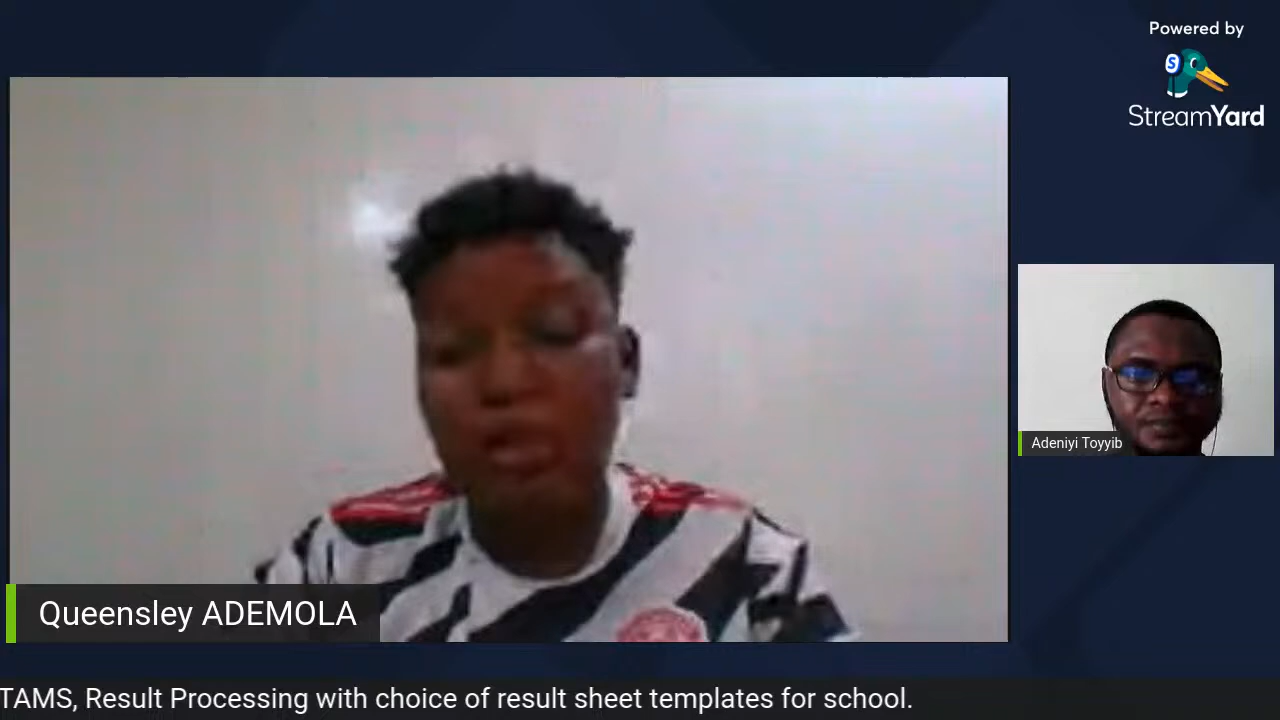 Powered by
StreamYard
Adeniyi Toyyib
Queensley ADEMOLA
TAMS, Result Processing with choice of result sheet templates for school.